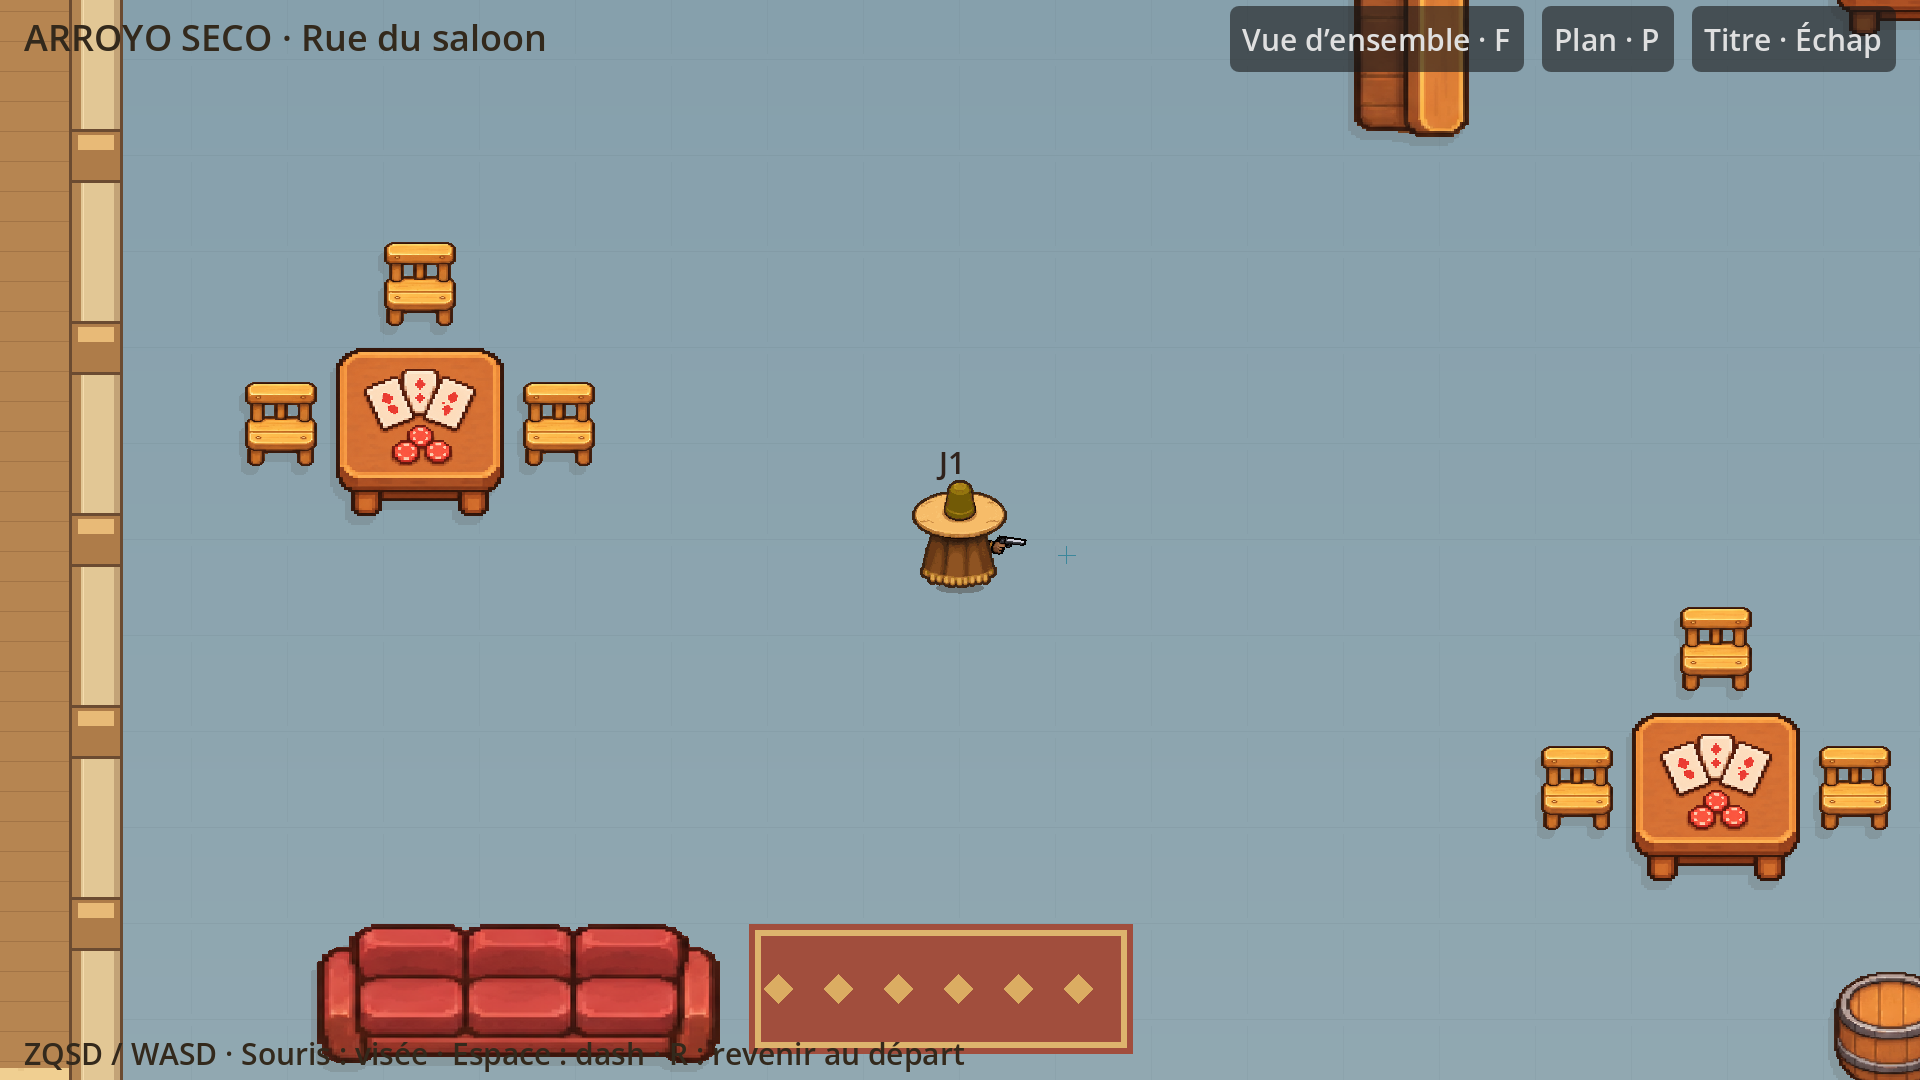 ARROYO SECO · Rue du saloon
Vue d’ensemble · F
Plan · P
Titre · Échap
J1
ZQSD / WASD · Souris : visée · Espace : dash · R : revenir au départ